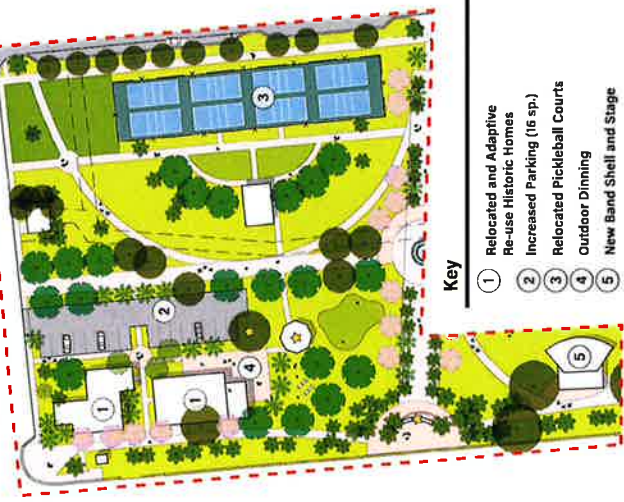 Key
1 Relocated and Adaptive
Re-use Historic Homes
2 Increased Parking (16 sp.)
3 Relocated Pickleball Courts
4 Outdoor Dinning
5 New Band Shell and Stage
1
1
2
3
4
5